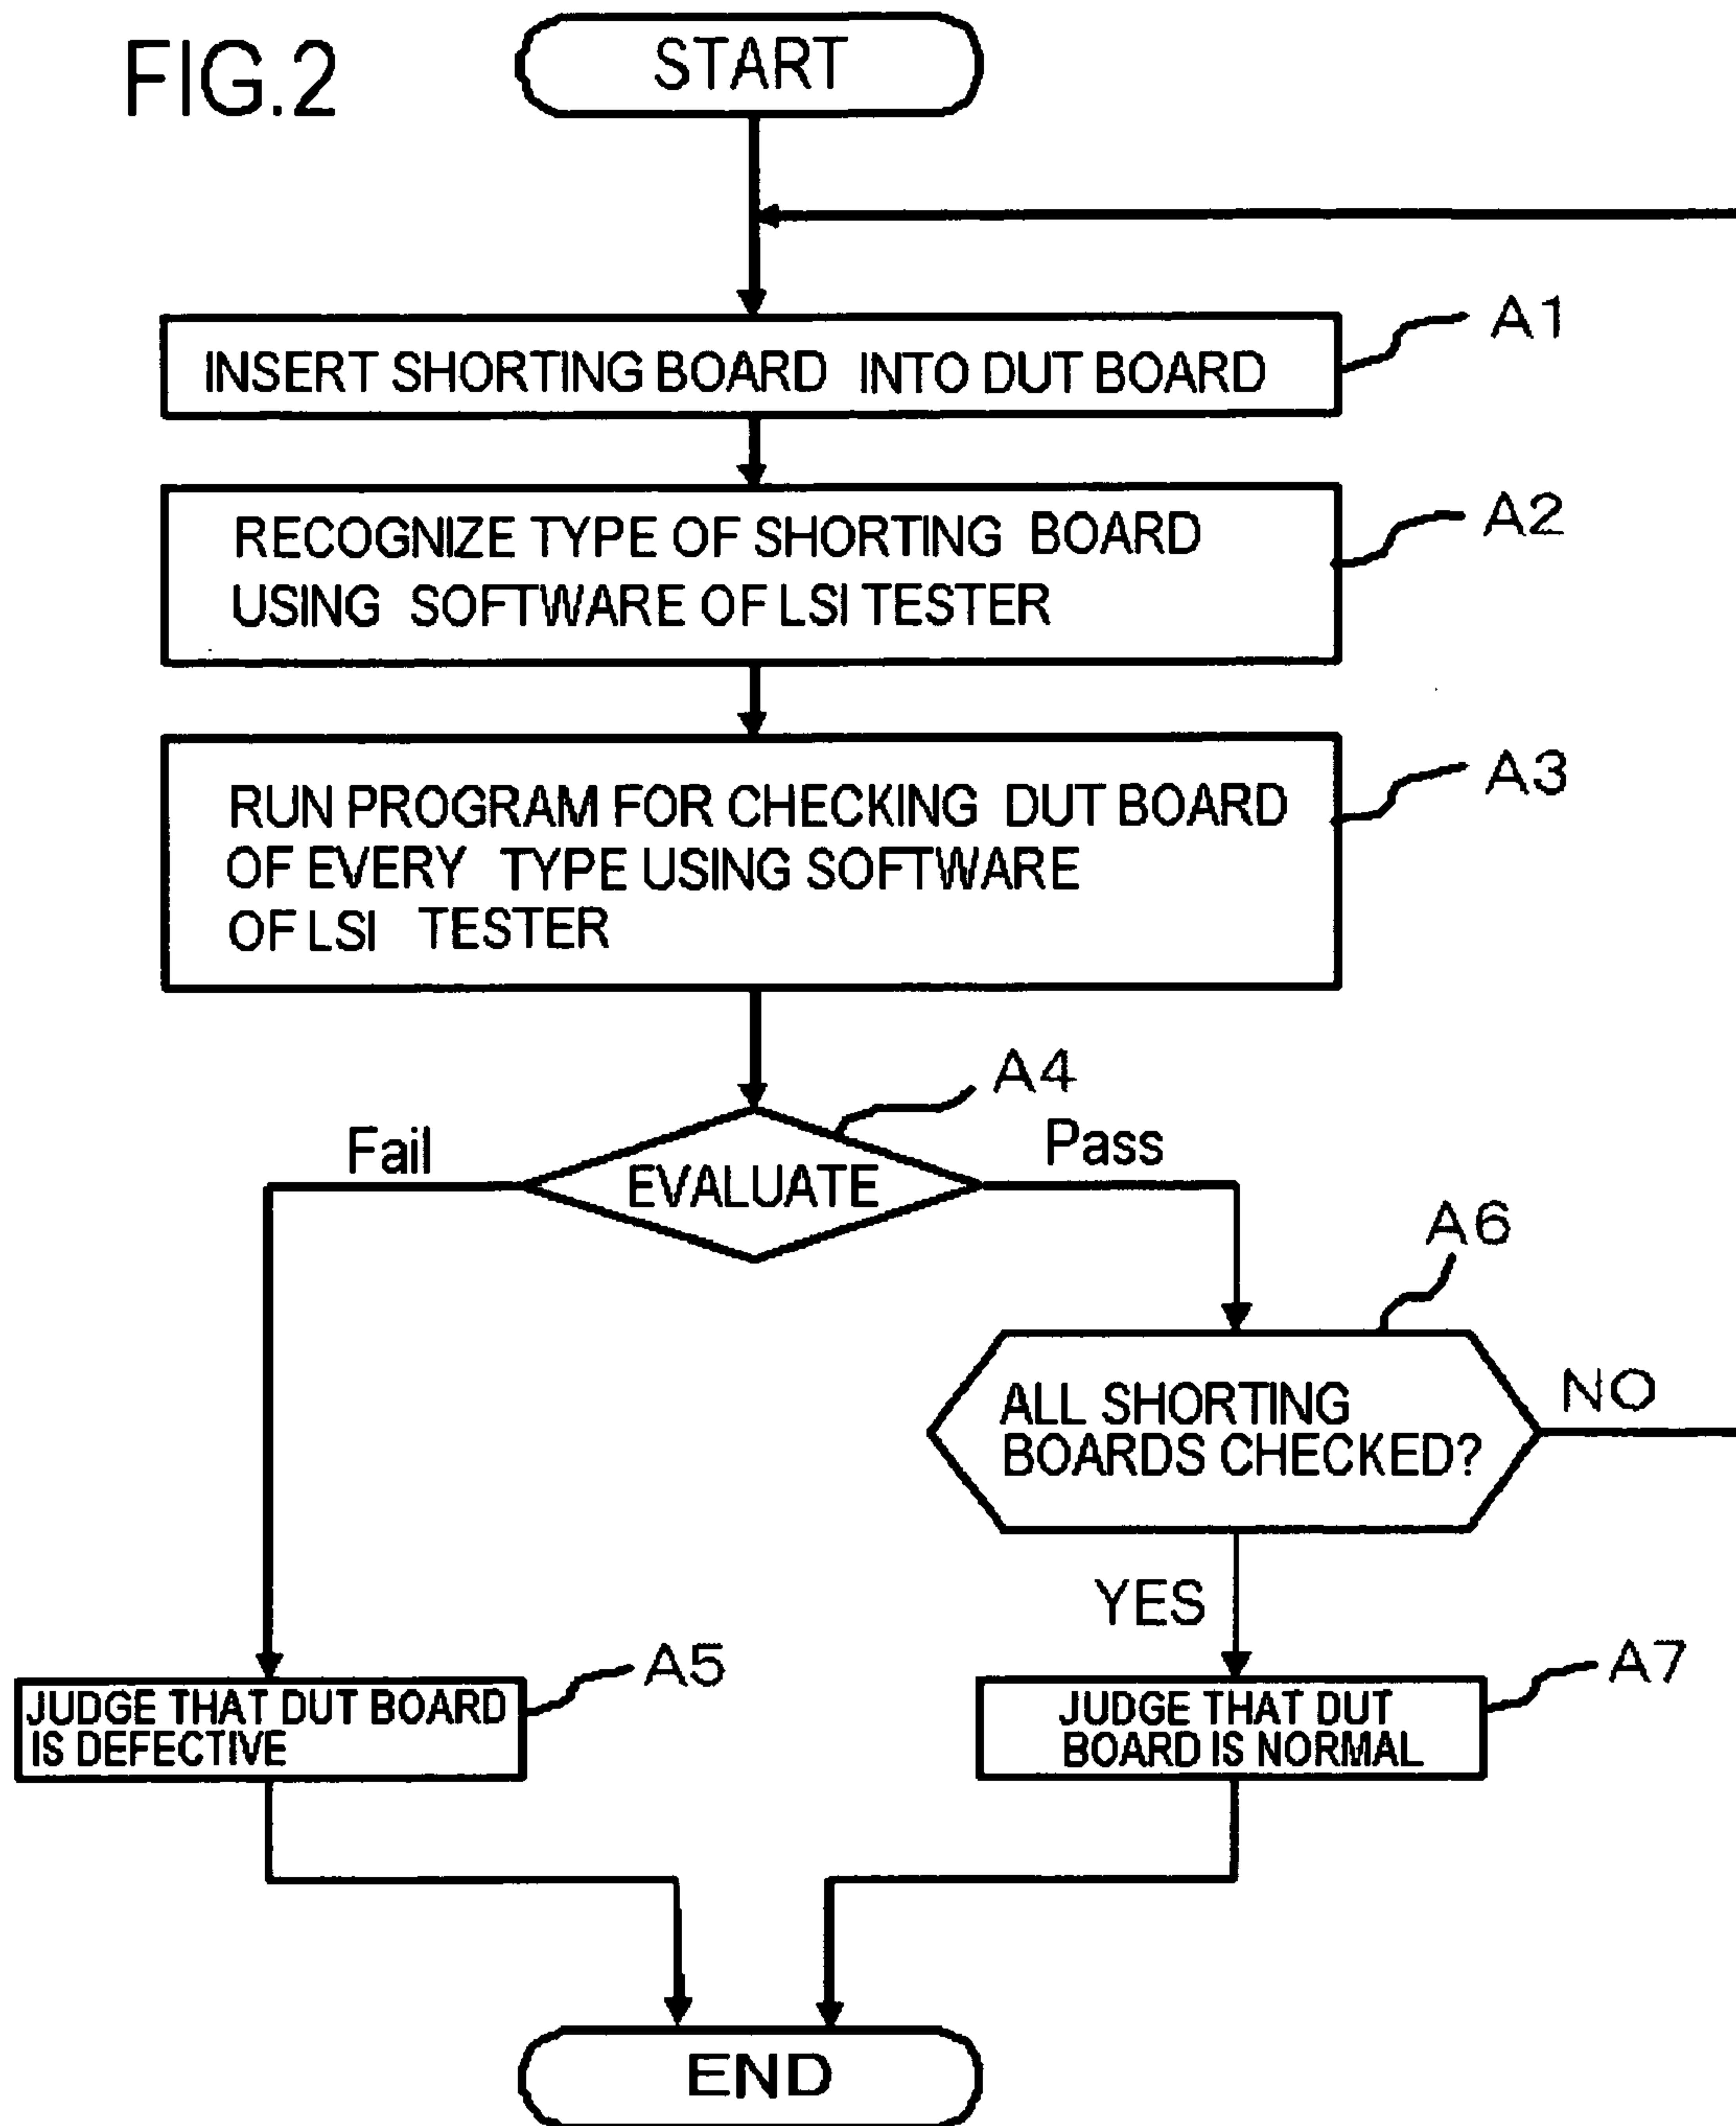 FIG.2
START
A1
INSERT SHORTING BOARD INTO DUT BOARD
A2
RECOGNIZE TYPE OF SHORTING BOARD
USING SOFTWARE OF LSI TESTER
A3
RUN PROGRAM FOR CHECKING DUT BOARD
OF EVERY TYPE USING SOFTWARE
OF LSI TESTER
A4
Fail
Pass
EVALUATE
A6
ALL SHORTING
BOARDS CHECKED?
NO
YES
A5
JUDGE THAT DUT BOARD
IS DEFECTIVE
A7
JUDGE THAT DUT
BOARD IS NORMAL
END